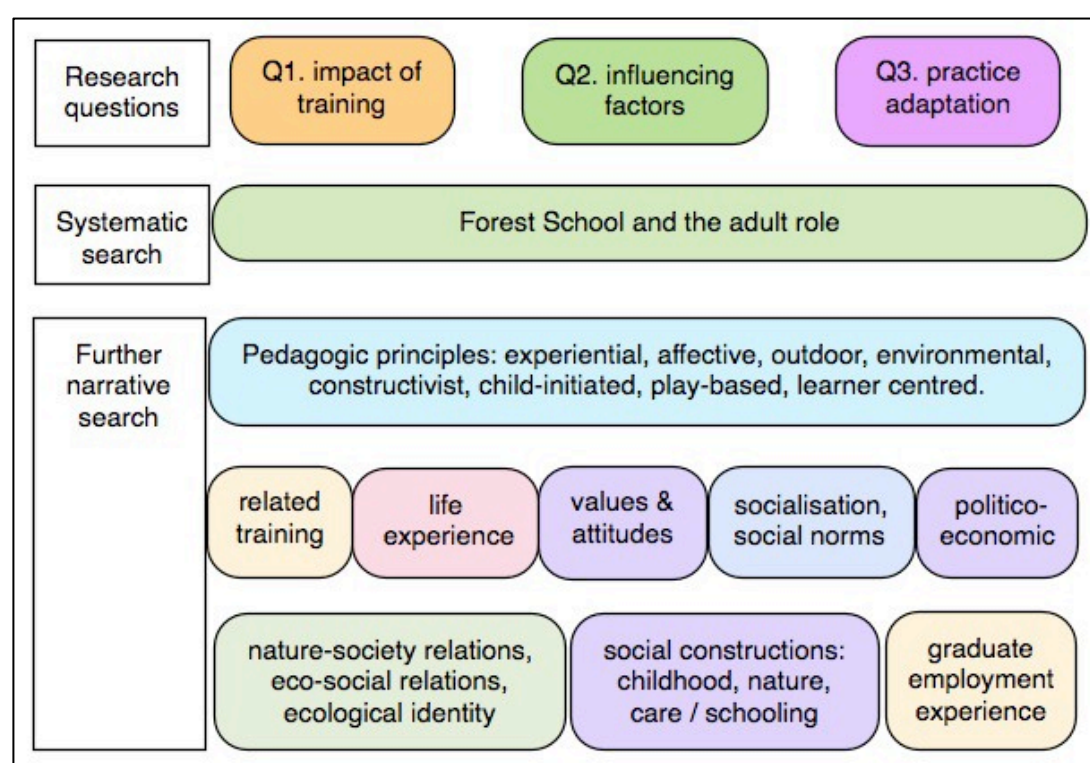 Research
questions
Q1. impact of
training
Q2. influencing
factors
Q3. practice
adaptation
Systematic
search
Forest School and the adult role
Further
narrative
search
Pedagogic principles: experiential, affective, outdoor, environmental,
constructivist, child-initiated, play-based, learner centred.
related
training
life
experience
values &
attitudes
socialisation,
social norms
politico-
economic
nature-society relations,
eco-social relations,
ecological identity
social constructions:
childhood, nature,
care / schooling
graduate
employment
experience